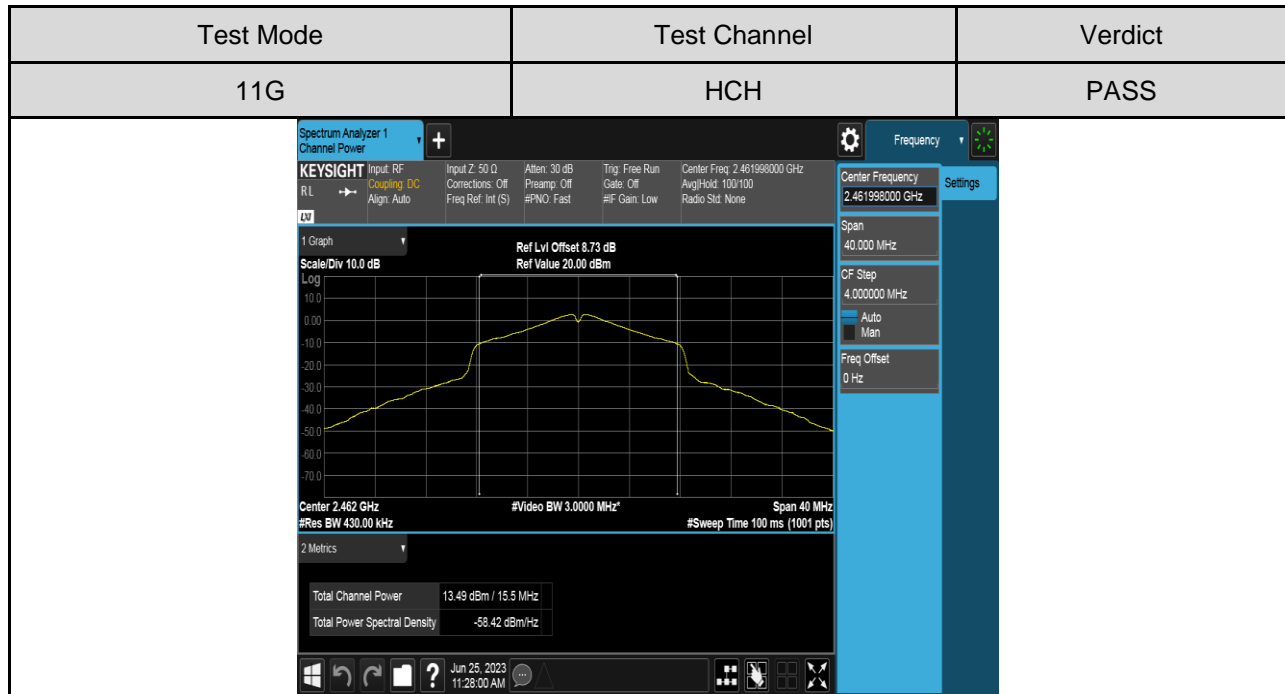 Test Mode Test Channel Verdict
11G HCH PASS
Spectrum Analyzer 1
Channel Power
+
Frequency
KEYSIGHT Input: RF Input Z: 50 Ω Atten: 30 dB Trig: Free Run Center Freq: 2.461998000 GHz
RL Coupling: DC Corrections: Off Preamp: Off Gate: Off Avg|Hold: 100/100
Align: Auto Freq Ref: Int (S) #PNO: Fast #IF Gain: Low Radio Std: None
LXI
Center Frequency
2.461998000 GHz
Settings
Span
40.000 MHz
CF Step
4.000000 MHz
Auto
Man
Freq Offset
0 Hz
1 Graph
Ref Lvl Offset 8.73 dB
Scale/Div 10.0 dB Ref Value 20.00 dBm
Log
10.0
0.00
-10.0
-20.0
-30.0
-40.0
-50.0
-60.0
-70.0
Center 2.462 GHz #Video BW 3.0000 MHz* Span 40 MHz
#Res BW 430.00 kHz #Sweep Time 100 ms (1001 pts)
2 Metrics
Total Channel Power 13.49 dBm / 15.5 MHz
Total Power Spectral Density -58.42 dBm/Hz
? Jun 25, 2023
11:28:00 AM